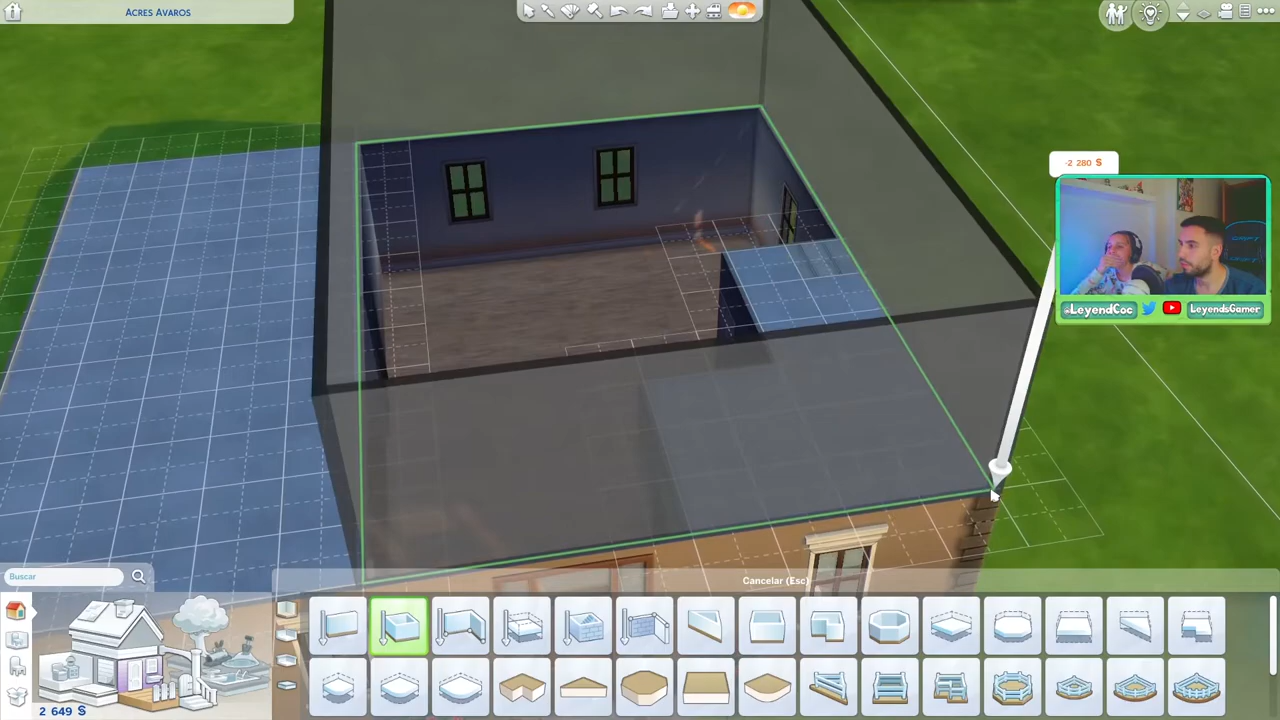 ACRES AVAROS
-2 280 $
@LeyendCoc
LeyendsGamer
Cancelar (Esc)
Buscar
2 649 $